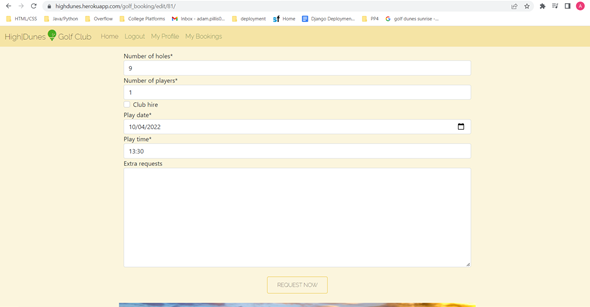 highdunes.herokuapp.com/golf_booking/edit/81/
HTML/CSS Java/Python Overflow College Platforms Inbox - adam.pille0... deployment Home Django Deploymen... PP4 golf dunes sunrise -...
HighlDunes Golf Club Home Logout My Profile My Bookings
Number of holes*
9
Number of players*
1
Club hire
Play date*
10/04/2022
Play time*
13:30
Extra requests
REQUEST NOW